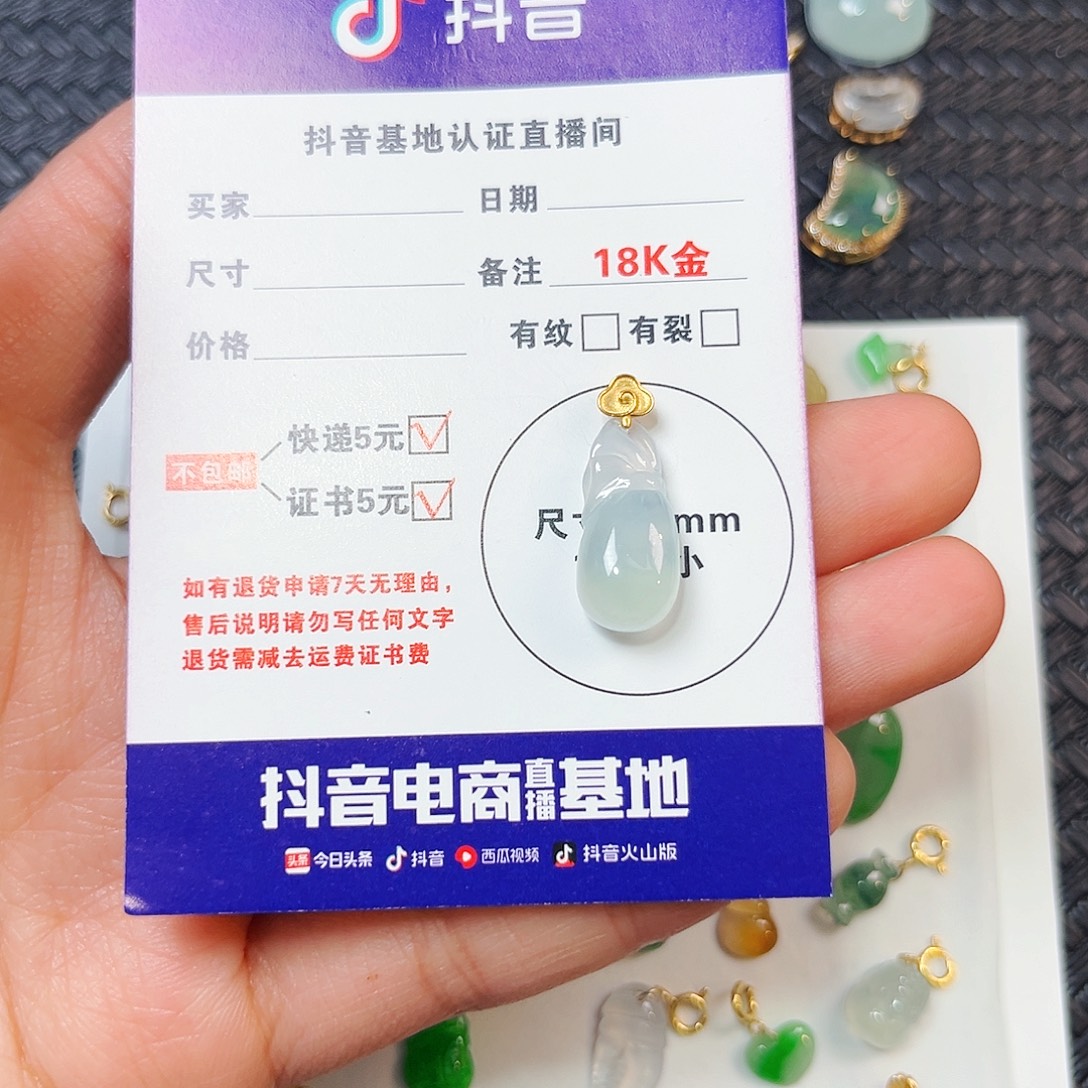 抖音
抖音基地认证直播间
买家
日期
尺寸
备注 18K金
价格
有纹 有裂
不包邮
快递5元
证书5元
尺 mm
小
如有退货申请7天无理由,
售后说明请勿写任何文字
退货需减去运费证书费
抖音电商直播基地
头条 今日头条 抖音 西瓜视频 抖音火山版